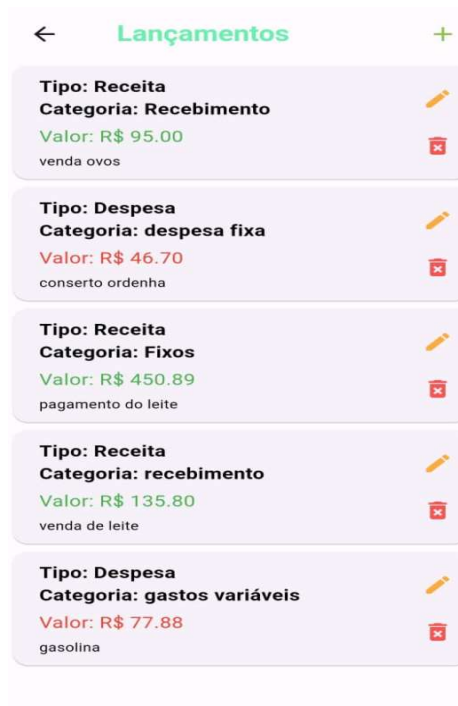 Lançamentos
Tipo: Receita
Categoria: Recebimento
Valor: R$ 95.00
venda ovos
Tipo: Despesa
Categoria: despesa fixa
Valor: R$ 46.70
conserto ordenha
Tipo: Receita
Categoria: Fixos
Valor: R$ 450.89
pagamento do leite
Tipo: Receita
Categoria: recebimento
Valor: R$ 135.80
venda de leite
Tipo: Despesa
Categoria: gastos variáveis
Valor: R$ 77.88
gasolina